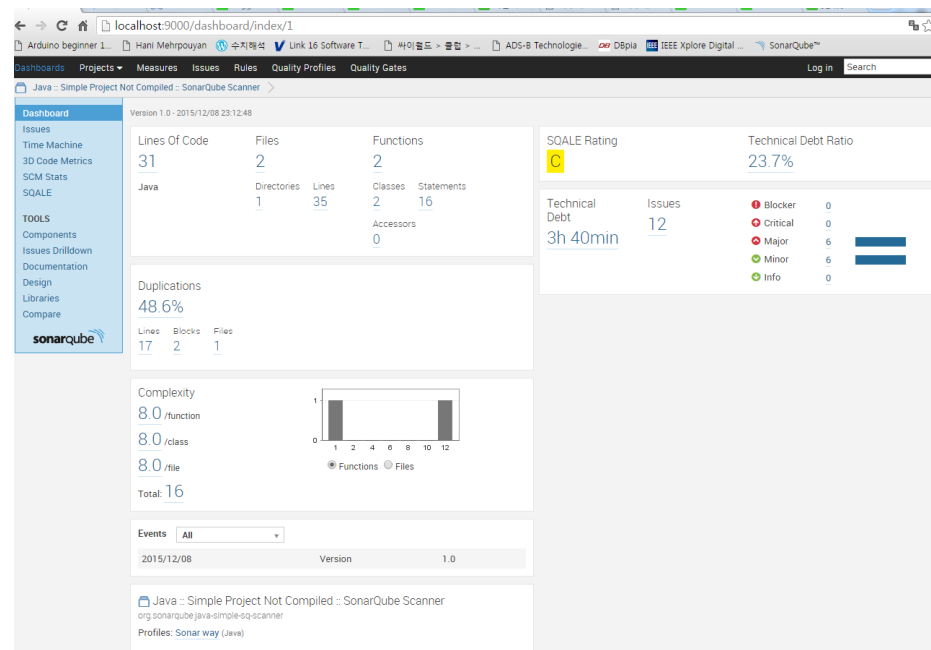 localhost:9000/dashboard/index/1
Arduino beginner 1... Hani Mehrpouyan 수치해석 Link 16 Software T... 싸이월드 > 클럽 > ... ADS-B Technologie... DBpia IEEE Xplore Digital ... SonarQube™
Dashboards Projects Measures Issues Rules Quality Profiles Quality Gates Log in Search
Java :: Simple Project Not Compiled :: SonarQube Scanner
Dashboard
Issues
Time Machine
3D Code Metrics
SCM Stats
SQALE
TOOLS
Components
Issues Drilldown
Documentation
Design
Libraries
Compare
sonarqube
Version 1.0 - 2015/12/08 23:12:48
Lines Of Code Files Functions
31 2 2
Java Directories Lines Classes Statements
1 35 2 16
Accessors
0
Duplications
48.6%
Lines Blocks Files
17 2 1
Complexity
8.0 /function
8.0 /class
8.0 /file
Total: 16
1
0
1 2 4 6 8 10 12
Functions Files
Events All
2015/12/08 Version 1.0
Java :: Simple Project Not Compiled :: SonarQube Scanner
org.sonarqube:java-simple-sq-scanner
Profiles: Sonar way (Java)
SQALE Rating Technical Debt Ratio
C 23.7%
Technical Debt Issues
3h 40min 12
Blocker 0
Critical 0
Major 6
Minor 6
Info 0